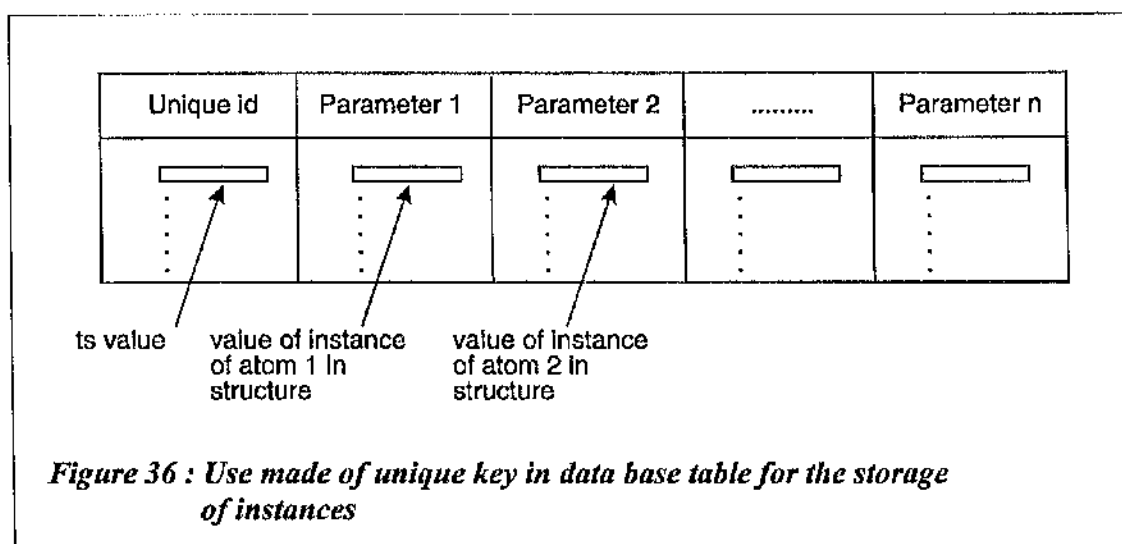 Unique id Parameter 1 Parameter 2 ......... Parameter n
ts value
value of instance
of atom 1 in
structure
value of instance
of atom 2 in
structure
Figure 36 : Use made of unique key in data base table for the storage
of instances